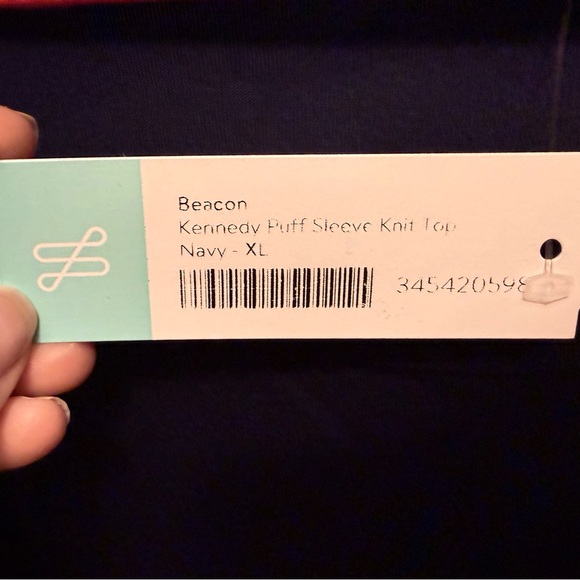 Beacon
Kennedy Puff Sleeve Knit Top
Navy - XL
345420598